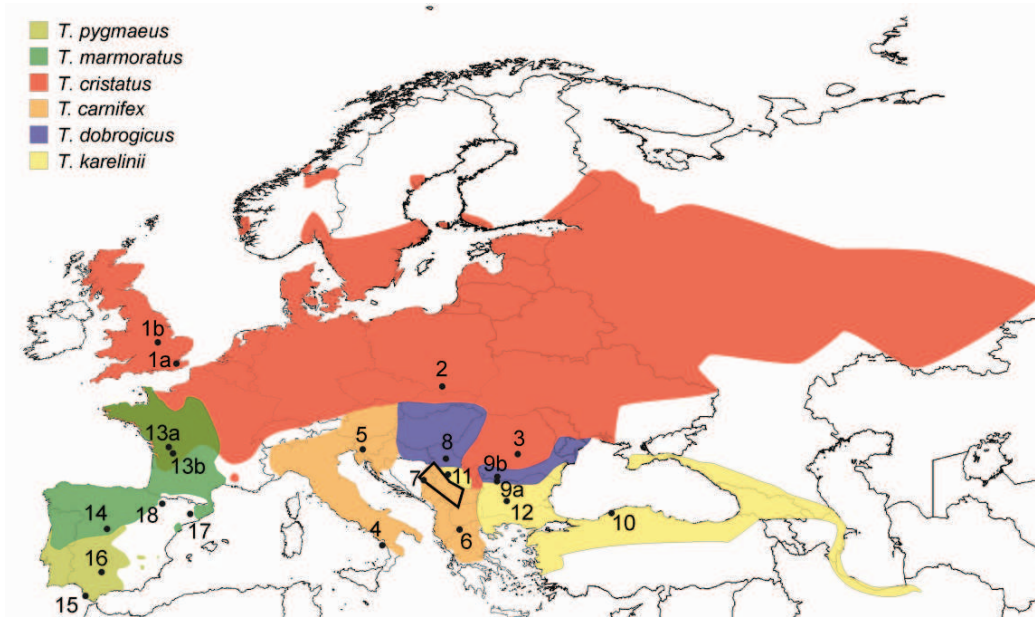 T. pygmaeus
T. marmoratus
T. cristatus
T. carnifex
T. dobrogicus
T. karelinii
1b
1a
2
13a
13b
5
8
3
9b
7
11
9a
12
10
18
17
14
4
6
16
15